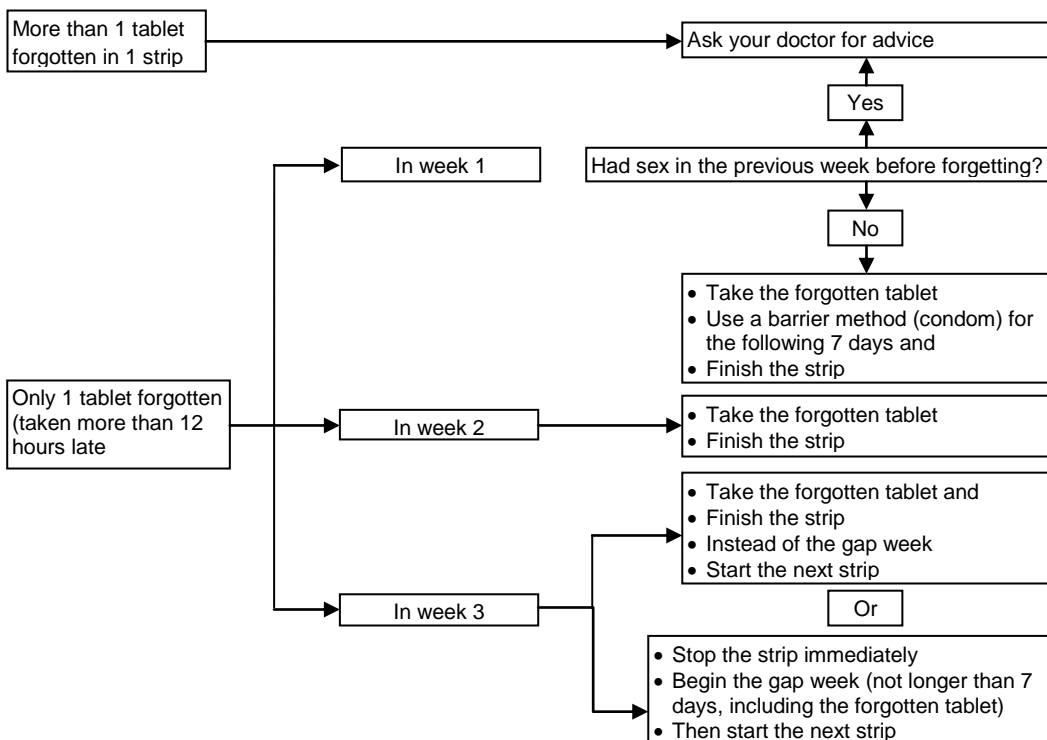 More than 1 tablet
forgotten in 1 strip
Ask your doctor for advice
Yes
In week 1
Had sex in the previous week before forgetting?
No
• Take the forgotten tablet
• Use a barrier method (condom) for
the following 7 days and
• Finish the strip
Only 1 tablet forgotten
(taken more than 12
hours late
In week 2
• Take the forgotten tablet
• Finish the strip
• Take the forgotten tablet and
• Finish the strip
• Instead of the gap week
• Start the next strip
In week 3
Or
• Stop the strip immediately
• Begin the gap week (not longer than 7
days, including the forgotten tablet)
• Then start the next strip